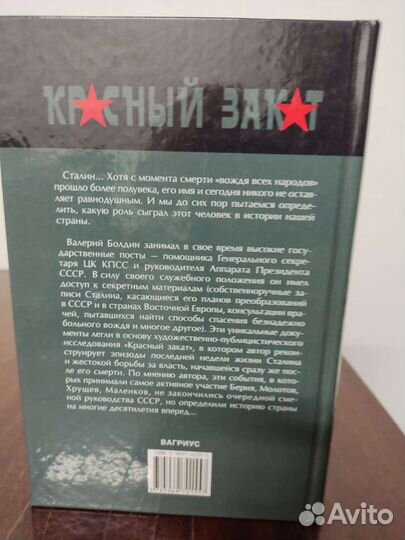 КРАСНЫЙ ЗАКАТ
Сталин... Хотя с момента смерти «вождя всех народов»
прошло более полувека, его имя и сегодня никого не остав-
ляет равнодушным. И мы до сих пор пытаемся опреде-
лить, какую роль сыграл этот человек в истории нашей
страны.
Валерий Болдин занимал в свое время высокие госу-
дарственные посты — помощника Генерального секре-
таря ЦК КПСС и руководителя Аппарата Президента
СССР. В силу своего служебного положения он имел
доступ к секретным материалам (собственноручные за-
писи Сталина, касающиеся его планов преобразований
в СССР и в странах Восточной Европы, консультации вра-
чей, пытавшихся найти способы спасения безнадежно
больного вождя и многое другое). Эти уникальные доку-
менты легли в основу художественно-публицистического
исследования «Красный закат», в котором автор рекон-
струирует эпизоды последней недели жизни Сталина
и жестокой борьбы за власть, начавшейся сразу же пос-
ле его смерти. По мнению автора, эти события, в кото-
рых принимали самое активное участие Берия, Молотов,
Хрущев, Маленков, не закончились очередной сме-
ной руководства СССР, но определили историю страны
на многие десятилетия вперед...
ВАГРИУС
Avito